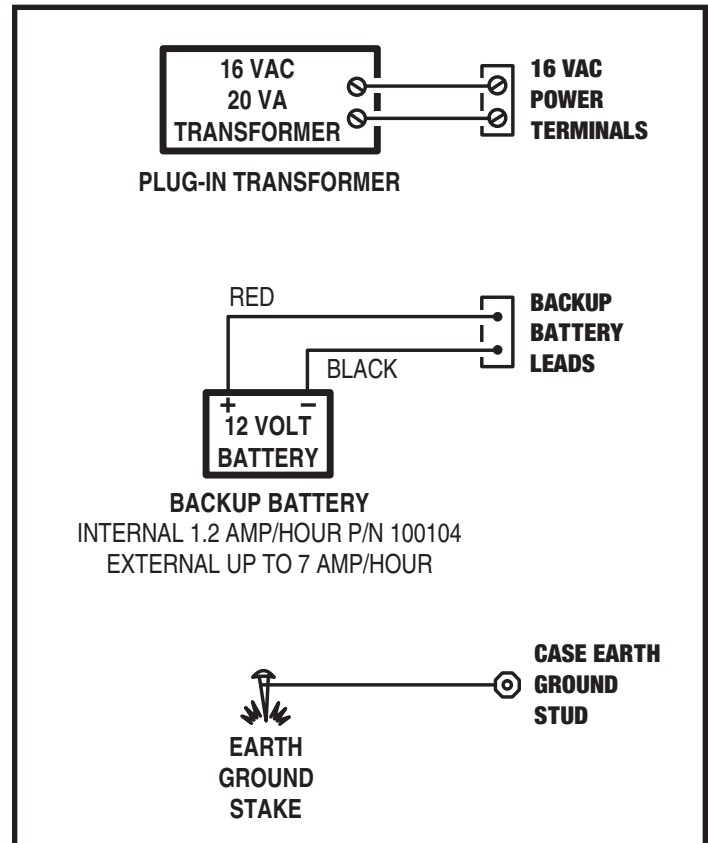 16 VAC
20 VA
TRANSFORMER
16 VAC
POWER
TERMINALS
PLUG-IN TRANSFORMER
RED
BLACK
BACKUP
BATTERY
LEADS
+ –
12 VOLT
BATTERY
BACKUP BATTERY
INTERNAL 1.2 AMP/HOUR P/N 100104
EXTERNAL UP TO 7 AMP/HOUR
CASE EARTH
GROUND
STUD
EARTH
GROUND
STAKE